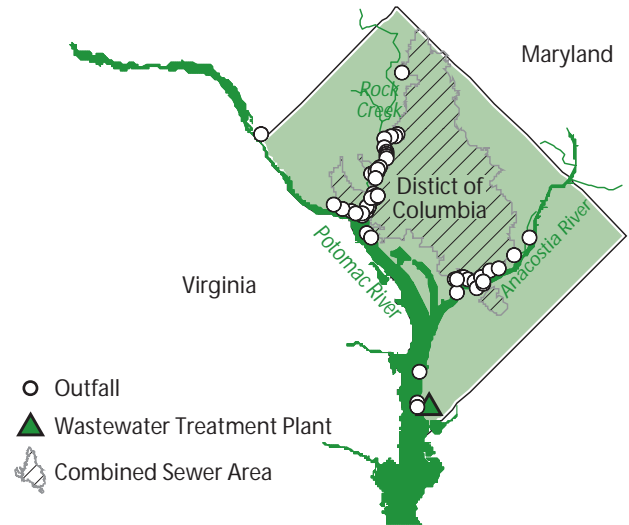 Maryland
Rock
Creek
Distict of
Columbia
Anacostia River
Potomac River
Virginia
Outfall
Wastewater Treatment Plant
Combined Sewer Area